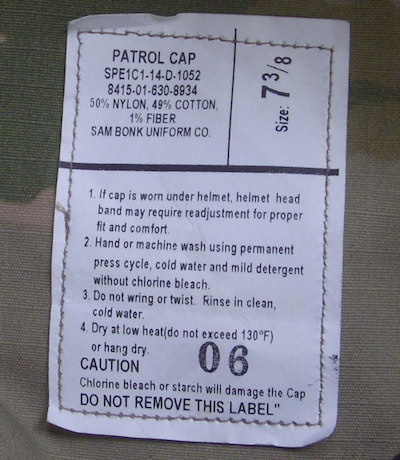 PATROL CAP
SPE1C1-14-D-1052
8415-01-630-8934
50% NYLON, 49% COTTON,
1% FIBER
SAM BONK UNIFORM CO.
Size: 7 3/8
1. If cap is worn under helmet, helmet head
band may require readjustment for proper
fit and comfort.
2. Hand or machine wash using permanent
press cycle, cold water and mild detergent
without chlorine bleach.
3. Do not wring or twist. Rinse in clean,
cold water.
4. Dry at low heat(do not exceed 130°F)
or hang dry.
06
CAUTION
Chlorine bleach or starch will damage the Cap
DO NOT REMOVE THIS LABEL"